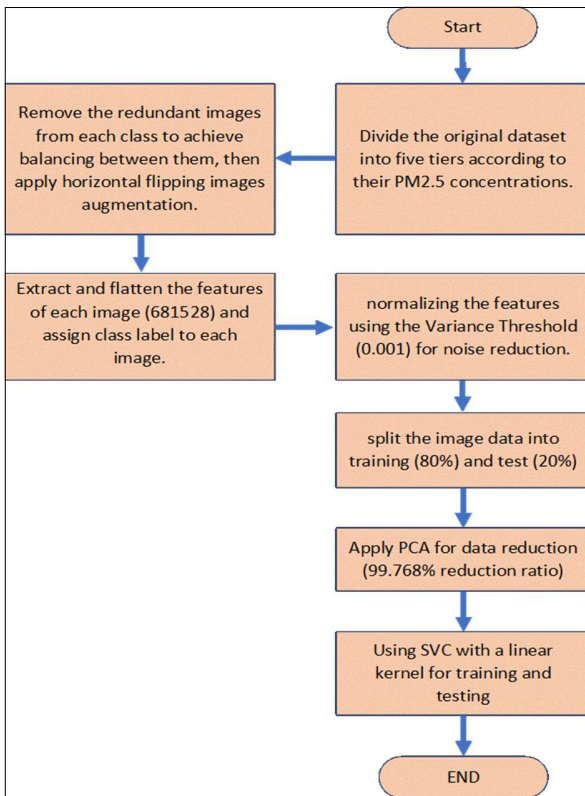 Start
Divide the original dataset
into five tiers according to
their PM2.5 concentrations.
Remove the redundant images
from each class to achieve
balancing between them, then
apply horizontal flipping images
augmentation.
Extract and flatten the features
of each image (681528) and
assign class label to each
image.
normalizing the features
using the Variance Threshold
(0.001) for noise reduction.
split the image data into
training (80%) and test (20%)
Apply PCA for data reduction
(99.768% reduction ratio)
Using SVC with a linear
kernel for training and
testing
END